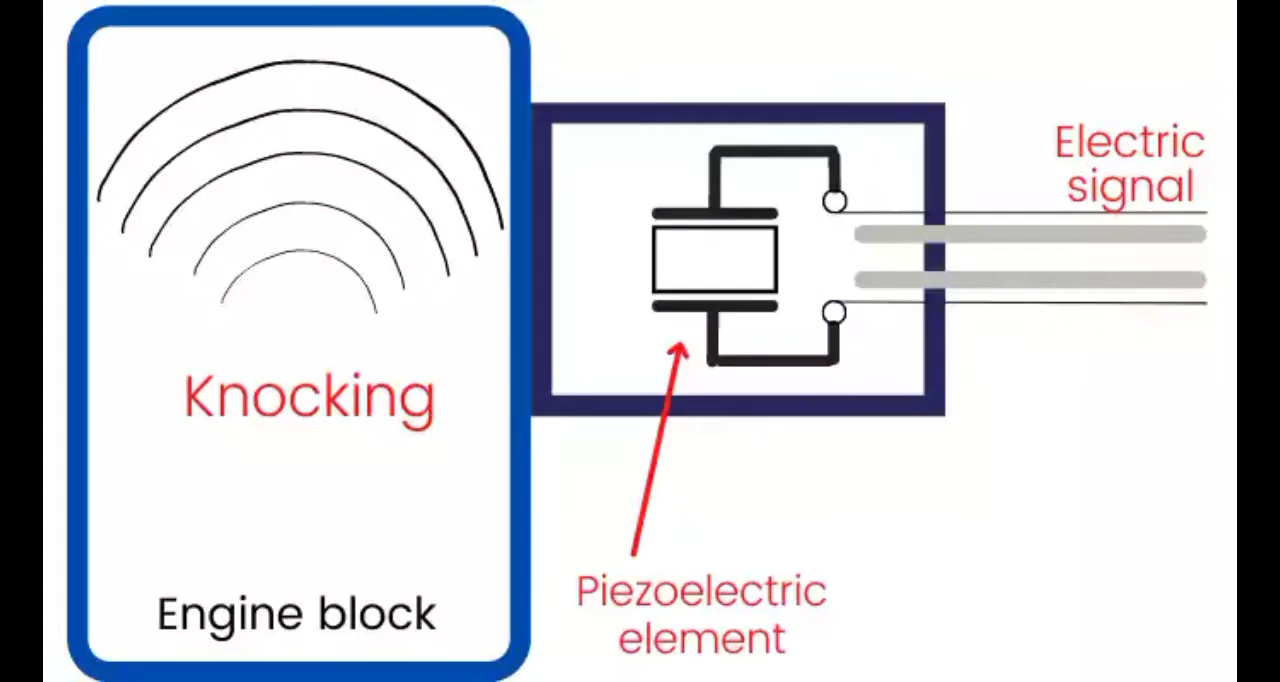 Electric
signal
Knocking
Engine block
Piezoelectric
element